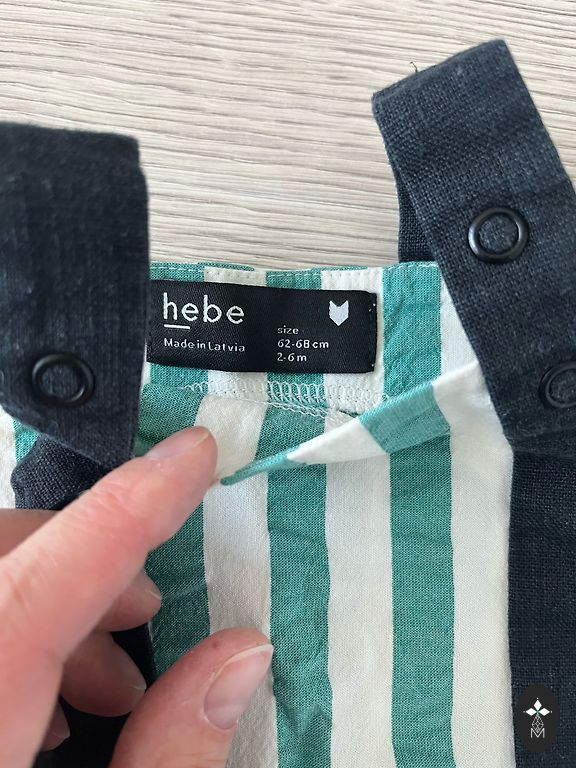 hebe
Made in Latvia
size
62-68 cm
2-6 m